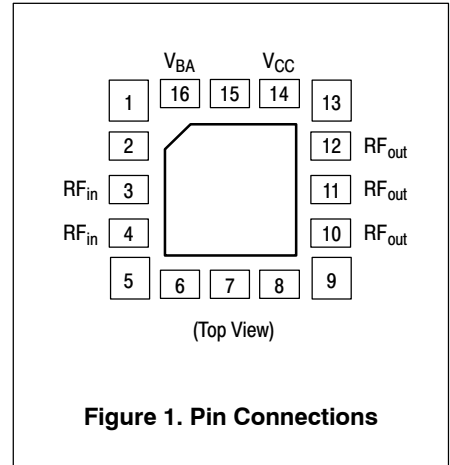 V_BA V_CC
1 16 15 14 13
2 12 RF_out
RF_in 3 11 RF_out
RF_in 4 10 RF_out
5 6 7 8 9
(Top View)
Figure 1. Pin Connections